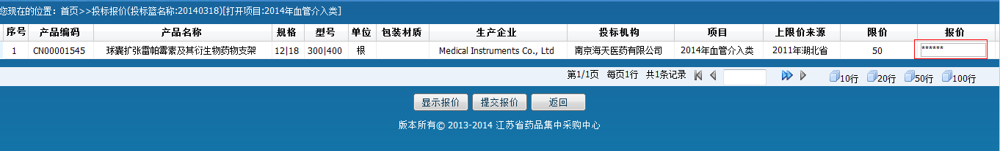 您现在的位置：首页>>投标报价(投标篮名称:20140318)[打开项目:2014年血管介入类]
序号 产品编码 产品名称 规格 型号 单位 包装材质 生产企业 投标机构 项目 上限价来源 限价 报价
1 CN00001545 球囊扩张雷帕霉素及其衍生物药物支架 12|18 300|400 根 Medical Instruments Co., Ltd 南京海天医药有限公司 2014年血管介入类 2011年湖北省 50 ******
第1/1页 每页1行 共1条记录 10行 20行 50行 100行
显示报价 提交报价 返回
版本所有© 2013-2014 江苏省药品集中采购中心